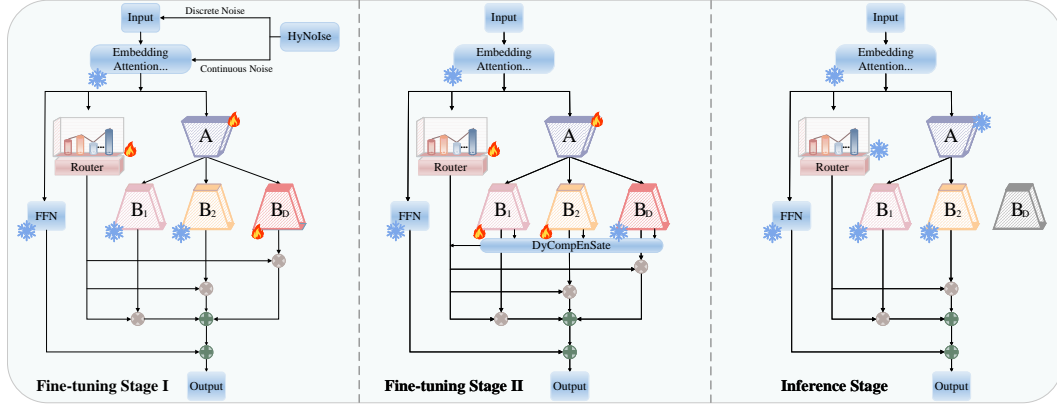 Input
Discrete Noise
HyNoIse
Embedding
Attention...
Continuous Noise
A
...
Router
FFN
B1
B2
BD
Output
Fine-tuning Stage I
Input
Embedding
Attention...
A
...
Router
FFN
B1
B2
BD
DyCompEnSate
Output
Fine-tuning Stage II
Input
Embedding
Attention...
A
...
Router
FFN
B1
B2
BD
Output
Inference Stage